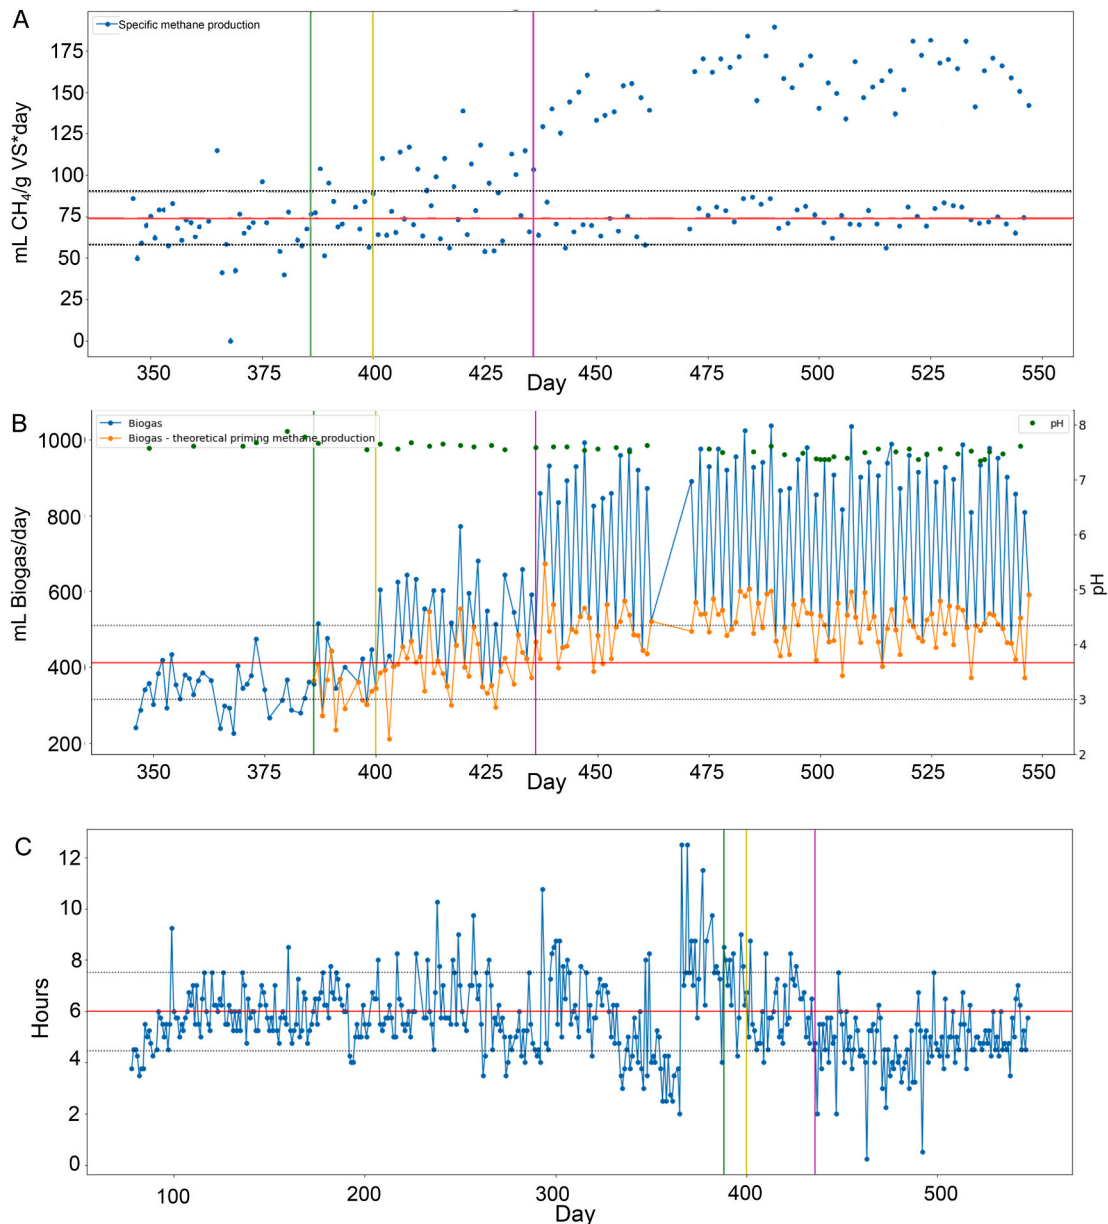 A
Specific methane production
mL CH₄/g VS*day
175
150
125
100
75
50
25
0
350 375 400 425 450 475 500 525 550
Day
B
Biogas
Biogas - theoretical priming methane production
pH
mL Biogas/day
1000
800
600
400
200
8
7
6
5
4
3
2
pH
350 375 400 425 450 475 500 525 550
Day
C
Hours
12
10
8
6
4
2
0
100 200 300 400 500
Day